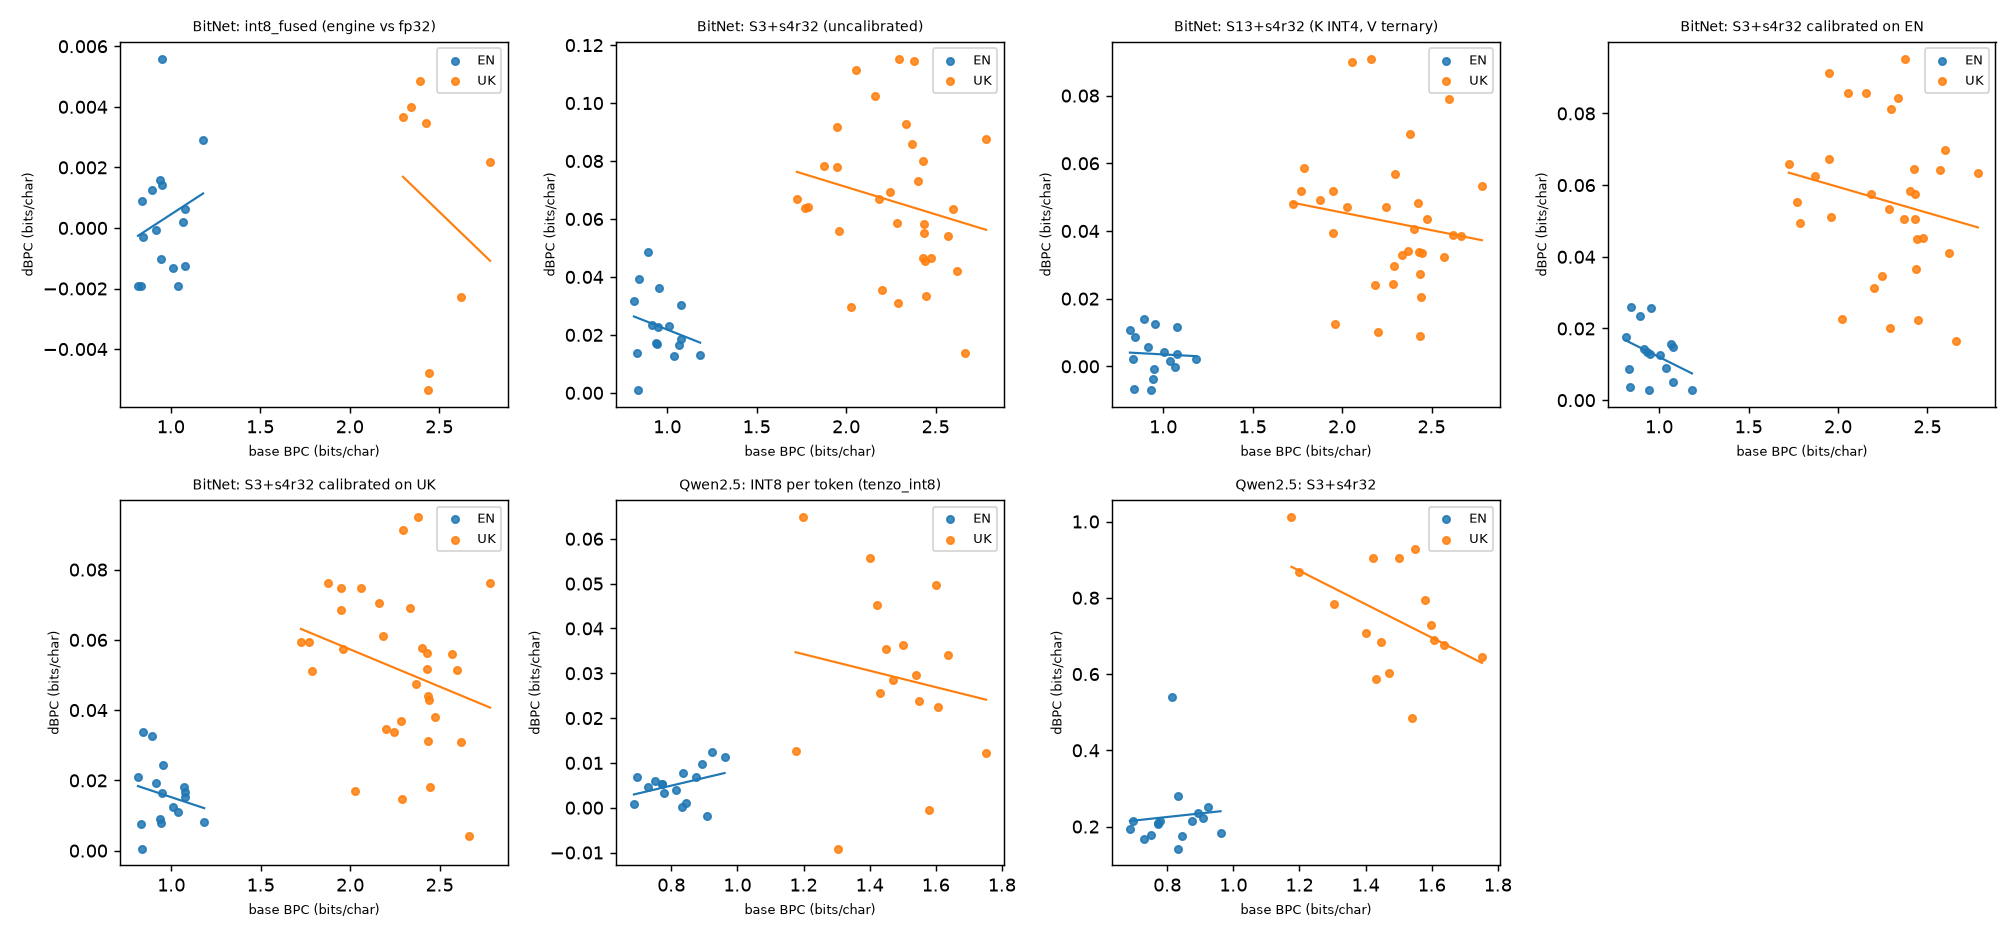 BitNet: int8_fused (engine vs fp32)
0.006
0.004
0.002
0.000
−0.002
−0.004
dBPC (bits/char)
1.0 1.5 2.0 2.5
base BPC (bits/char)
EN
UK
BitNet: S3+s4r32 (uncalibrated)
0.12
0.10
0.08
0.06
0.04
0.02
0.00
dBPC (bits/char)
1.0 1.5 2.0 2.5
base BPC (bits/char)
EN
UK
BitNet: S13+s4r32 (K INT4, V ternary)
0.08
0.06
0.04
0.02
0.00
dBPC (bits/char)
1.0 1.5 2.0 2.5
base BPC (bits/char)
EN
UK
BitNet: S3+s4r32 calibrated on EN
0.08
0.06
0.04
0.02
0.00
dBPC (bits/char)
1.0 1.5 2.0 2.5
base BPC (bits/char)
EN
UK
BitNet: S3+s4r32 calibrated on UK
0.08
0.06
0.04
0.02
0.00
dBPC (bits/char)
1.0 1.5 2.0 2.5
base BPC (bits/char)
EN
UK
Qwen2.5: INT8 per token (tenzo_int8)
0.06
0.05
0.04
0.03
0.02
0.01
0.00
−0.01
dBPC (bits/char)
0.8 1.0 1.2 1.4 1.6 1.8
base BPC (bits/char)
EN
UK
Qwen2.5: S3+s4r32
1.0
0.8
0.6
0.4
0.2
dBPC (bits/char)
0.8 1.0 1.2 1.4 1.6 1.8
base BPC (bits/char)
EN
UK